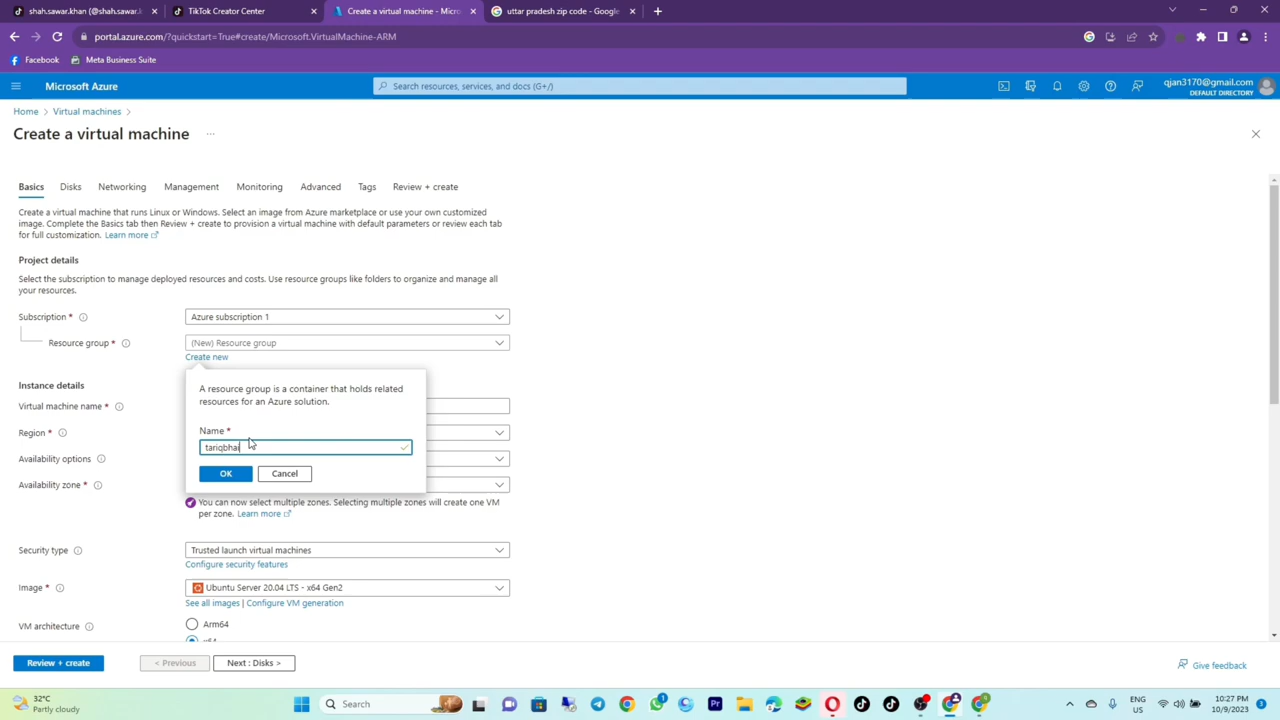 shah.sawar.khan (@shah.sawar.k
TikTok Creator Center
Create a virtual machine - Micro
uttar pradesh zip code - Google
portal.azure.com/?quickstart=True#create/Microsoft.VirtualMachine-ARM
Facebook
Meta Business Suite
Microsoft Azure
Search resources, services, and docs (G+/)
qian3170@gmail.com
DEFAULT DIRECTORY
Home > Virtual machines >
Create a virtual machine ...
Basics
Disks
Networking
Management
Monitoring
Advanced
Tags
Review + create
Create a virtual machine that runs Linux or Windows. Select an image from Azure marketplace or use your own customized
image. Complete the Basics tab then Review + create to provision a virtual machine with default parameters or review each tab
for full customization. Learn more
Project details
Select the subscription to manage deployed resources and costs. Use resource groups like folders to organize and manage all
your resources.
Subscription *
Azure subscription 1
Resource group *
(New) Resource group
Create new
A resource group is a container that holds related
resources for an Azure solution.
Name *
tariqbhai
OK
Cancel
Instance details
Virtual machine name *
Region *
Availability options
Availability zone *
You can now select multiple zones. Selecting multiple zones will create one VM
per zone. Learn more
Security type
Trusted launch virtual machines
Configure security features
Image *
Ubuntu Server 20.04 LTS - x64 Gen2
See all images | Configure VM generation
VM architecture
Arm64
x64
Review + create
< Previous
Next : Disks >
Give feedback
32°C
Partly cloudy
Search
1
ENG
US
10:27 PM
10/9/2023
3